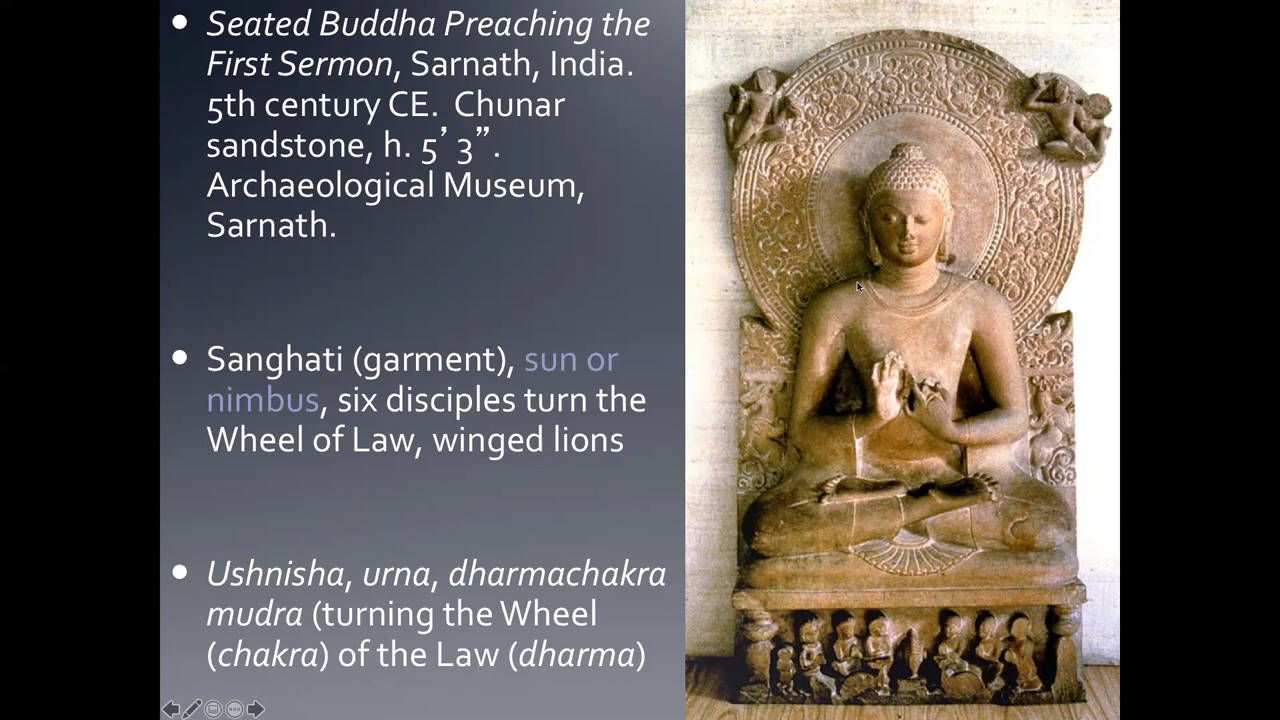 • Seated Buddha Preaching the
First Sermon, Sarnath, India.
5th century CE.  Chunar
sandstone, h. 5’ 3”.
Archaeological Museum,
Sarnath.
• Sanghati (garment), sun or
nimbus, six disciples turn the
Wheel of Law, winged lions
• Ushnisha, urna, dharmachakra
mudra (turning the Wheel
(chakra) of the Law (dharma)